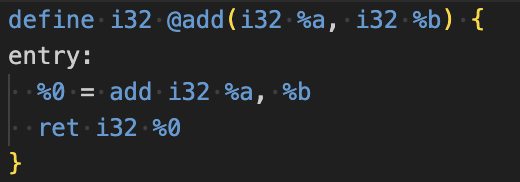 define i32 @add(i32 %a, i32 %b) {
entry:
  %0 = add i32 %a, %b
  ret i32 %0
}